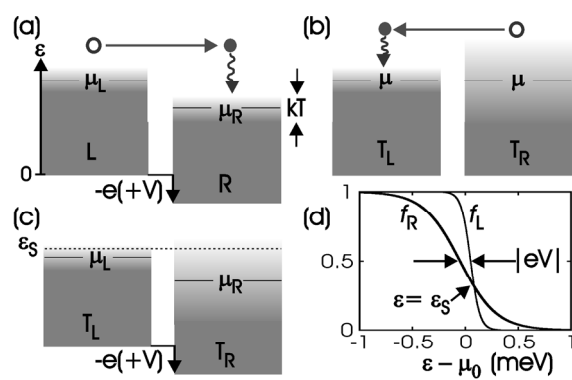 (a)
ε
μL
μR
kT
L
R
0
-e(+V)
(b)
μ
μ
TL
TR
(c)
εS
μL
μR
TL
TR
-e(+V)
(d)
1
fR
fL
0.5
|eV|
ε= εS
0
-1
-0.5
0
0.5
1
ε − μ0 (meV)